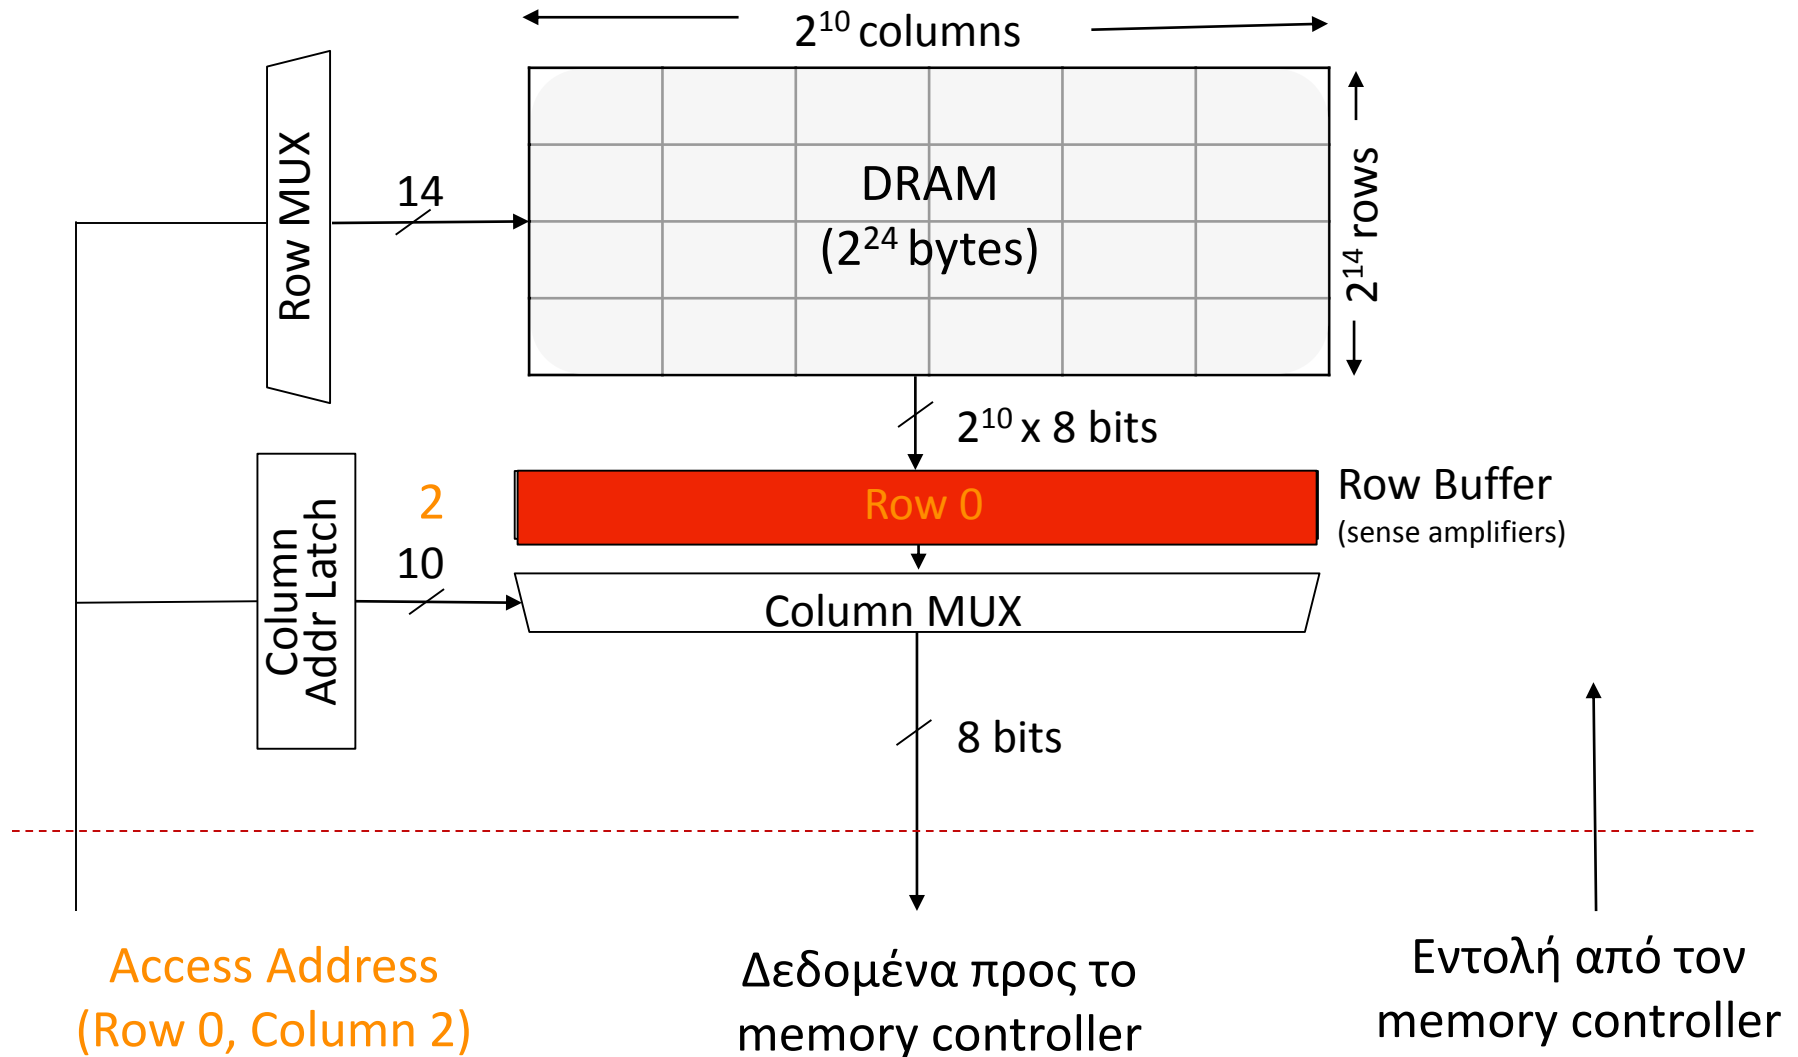 2¹⁰ columns
Row MUX
14
DRAM
(2²⁴ bytes)
2¹⁴ rows
2¹⁰ x 8 bits
Column
Addr Latch
2
10
Row 0
Row Buffer
(sense amplifiers)
Column MUX
8 bits
Access Address
(Row 0, Column 2)
Δεδομένα προς το
memory controller
Εντολή από τον
memory controller